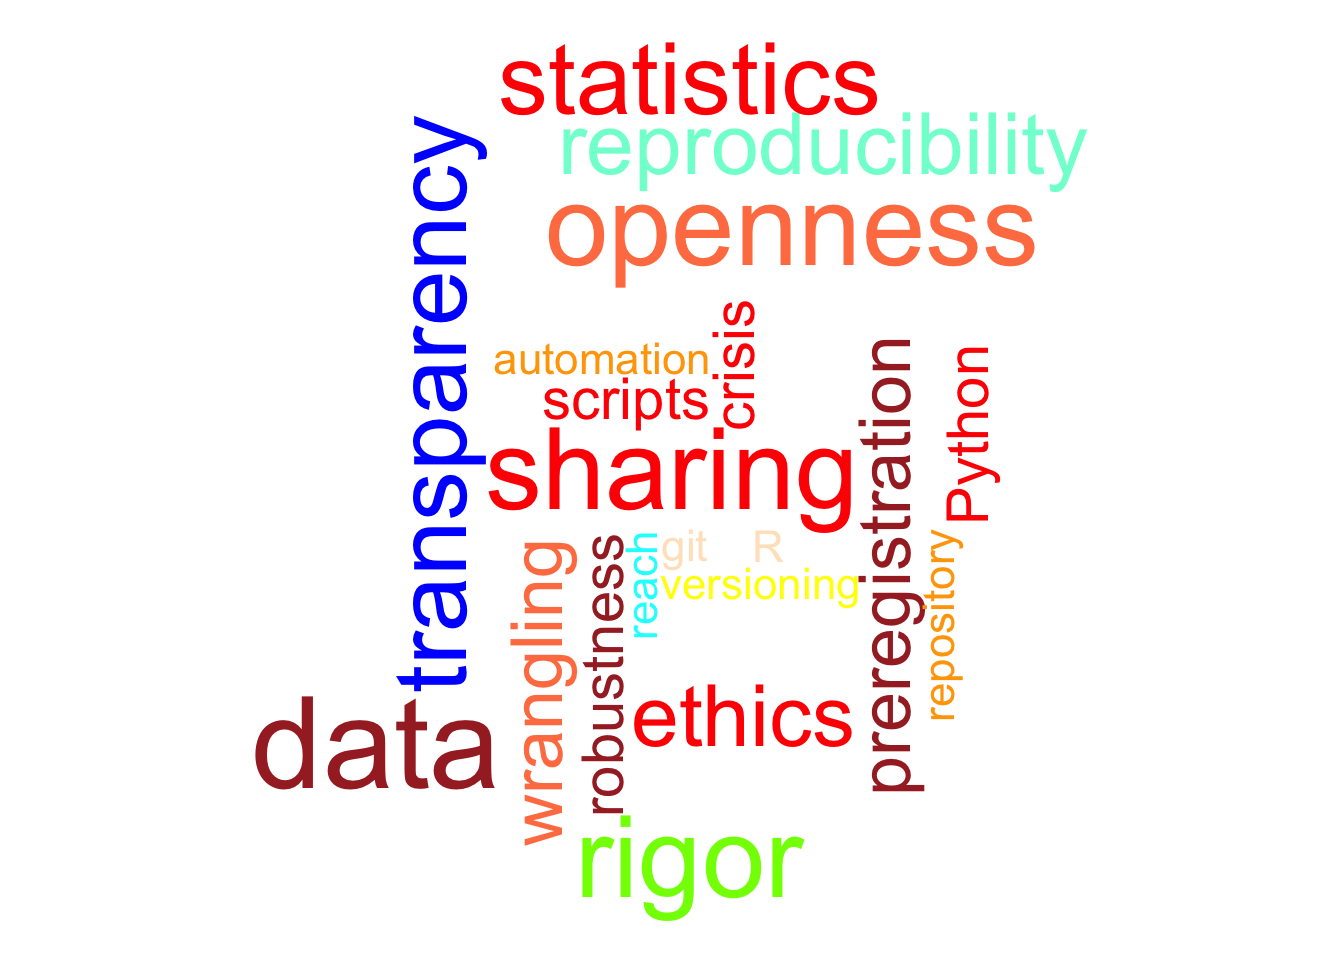 statistics
reproducibility
openness
transparency
automation
crisis
scripts
sharing
preregistration
Python
wrangling
robustness
reach
git
R
versioning
repository
ethics
data
rigor